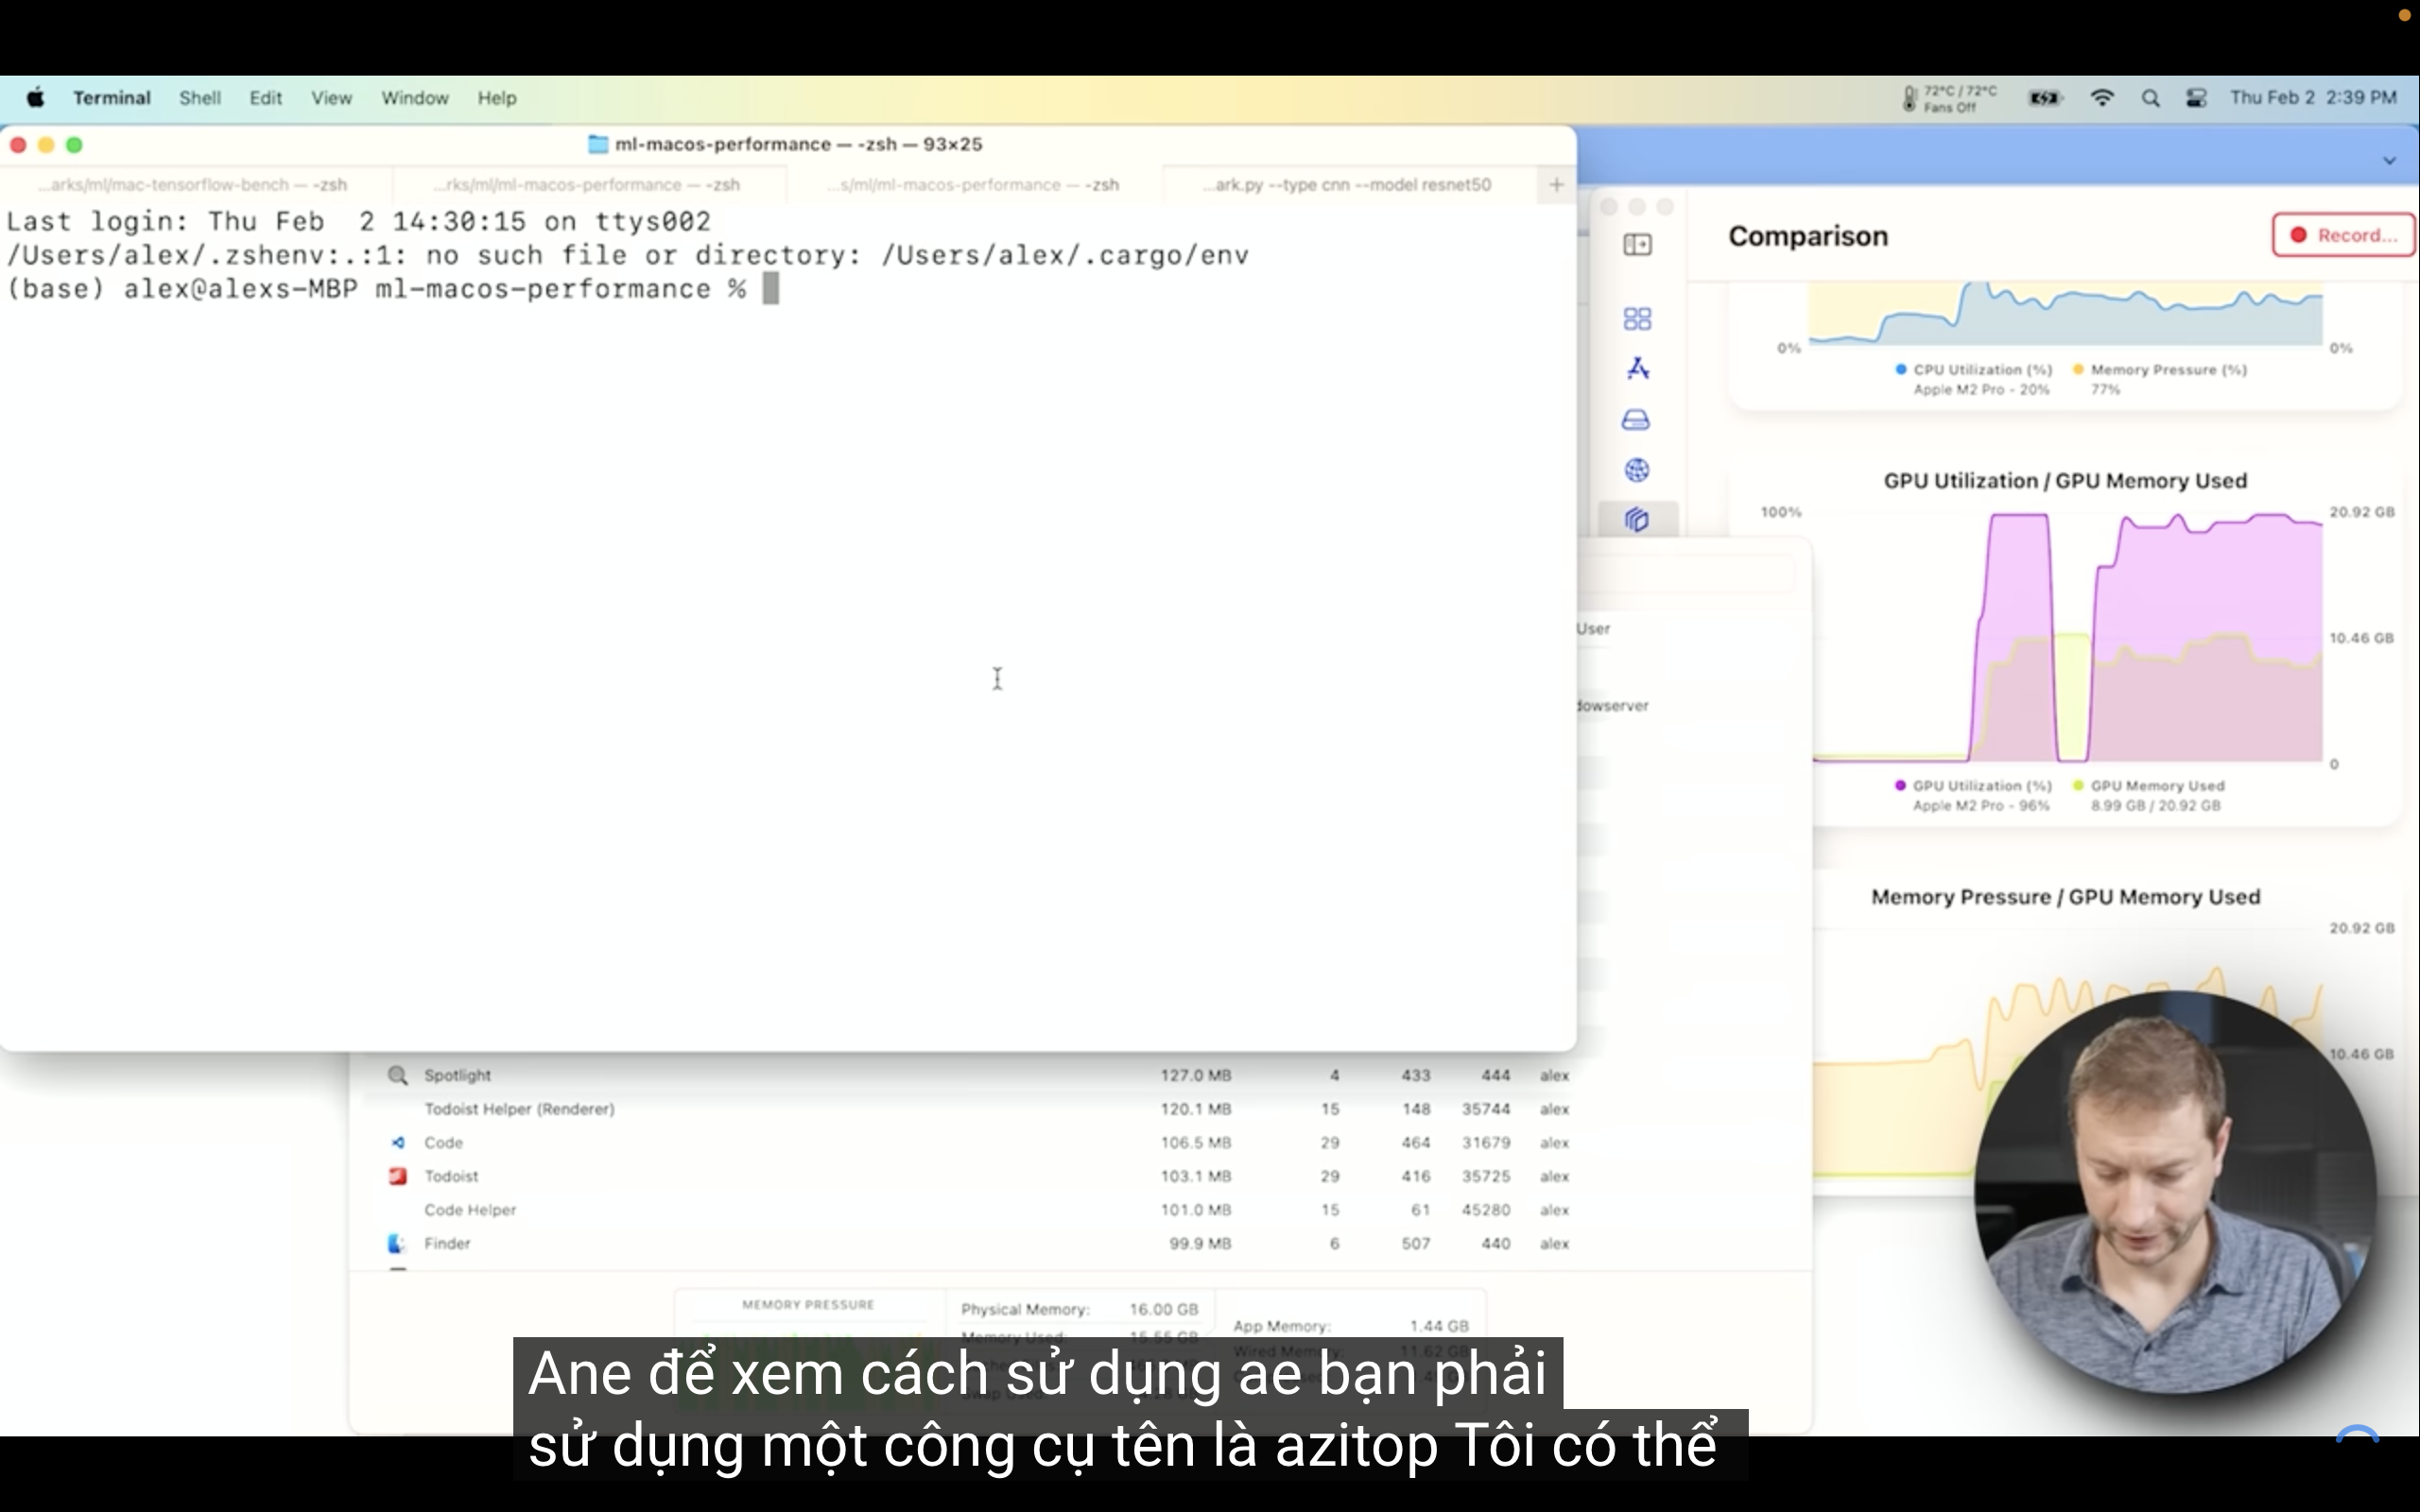 Terminal Shell Edit View Window Help
72°C / 72°C
Fans Off
Thu Feb 2 2:39 PM
ml-macos-performance — -zsh — 93×25
...arks/ml/mac-tensorflow-bench — -zsh
...rks/ml/ml-macos-performance — -zsh
...s/ml/ml-macos-performance — -zsh
...ark.py --type cnn --model resnet50
+
Last login: Thu Feb  2 14:30:15 on ttys002
/Users/alex/.zshenv:.:1: no such file or directory: /Users/alex/.cargo/env
(base) alex@alexs-MBP ml-macos-performance %
Comparison
Record...
0% 0%
CPU Utilization (%) Memory Pressure (%)
Apple M2 Pro - 20% 77%
GPU Utilization / GPU Memory Used
100% 20.92 GB
10.46 GB
0
GPU Utilization (%) GPU Memory Used
Apple M2 Pro - 96% 8.99 GB / 20.92 GB
User
dowserver
Memory Pressure / GPU Memory Used
20.92 GB
10.46 GB
Spotlight 127.0 MB 4 433 444 alex
Todoist Helper (Renderer) 120.1 MB 15 148 35744 alex
Code 106.5 MB 29 464 31679 alex
Todoist 103.1 MB 29 416 35725 alex
Code Helper 101.0 MB 15 61 45280 alex
Finder 99.9 MB 6 507 440 alex
MEMORY PRESSURE
Physical Memory: 16.00 GB
Memory Used: 15.55 GB
App Memory: 1.44 GB
Wired Memory: 11.62 GB
Ane để xem cách sử dụng ae bạn phải
sử dụng một công cụ tên là azitop Tôi có thể